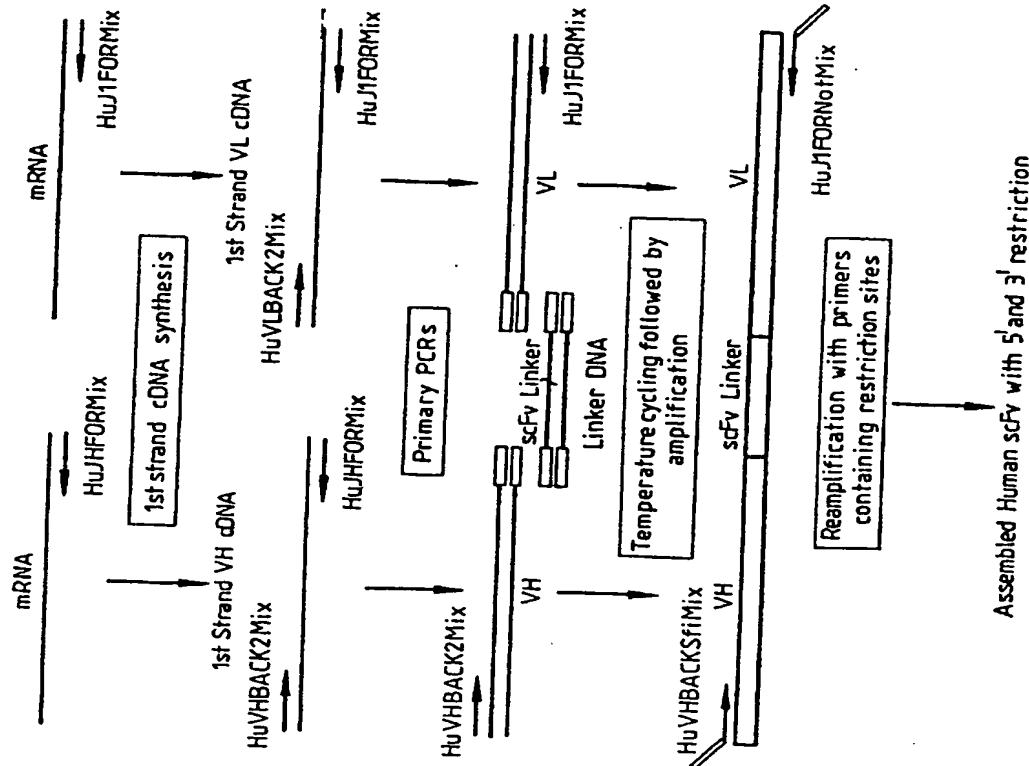 mRNA
mRNA
HuJHFORMix
HuJ1FORMix
1st strand cDNA synthesis
1st Strand VH cDNA
1st Strand VL cDNA
HuVHBACK2Mix
HuVLBACK2Mix
HuJHFORMix
HuJ1FORMix
Primary PCRs
HuVHBACK2Mix
scFv Linker
VH
VL
HuJ1FORMix
Linker DNA
Temperature cycling followed by
amplification
HuVHBACKSfiMix
VH
scFv Linker
VL
HuJ1FORNotMix
Reamplification with primers
containing restriction sites
Assembled Human scFv with 5' and 3' restriction